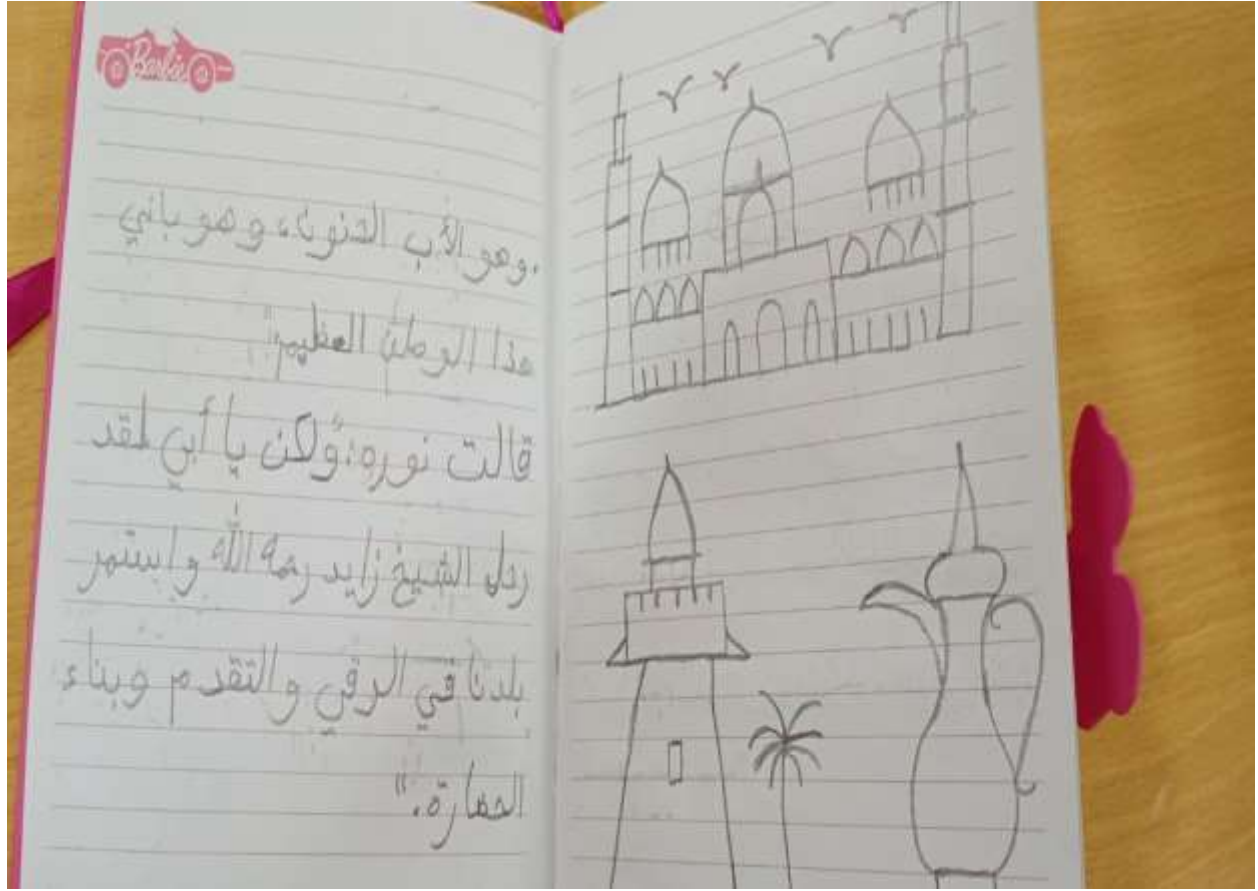 Barbie
.وهو الأب الحنون، وهو باني
هذا الوطن العظيم"
قالت نوره:"ولكن يا أبي لقد
رحل الشيخ زايد رحمه الله واستمر
بلدنا في الرقي والتقدم وبناء
الحضارة."